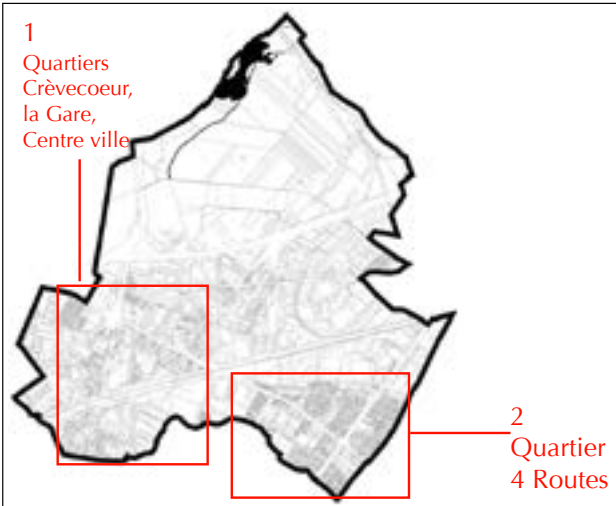 1
Quartiers
Crèvecoeur,
la Gare,
Centre ville
2
Quartier
4 Routes